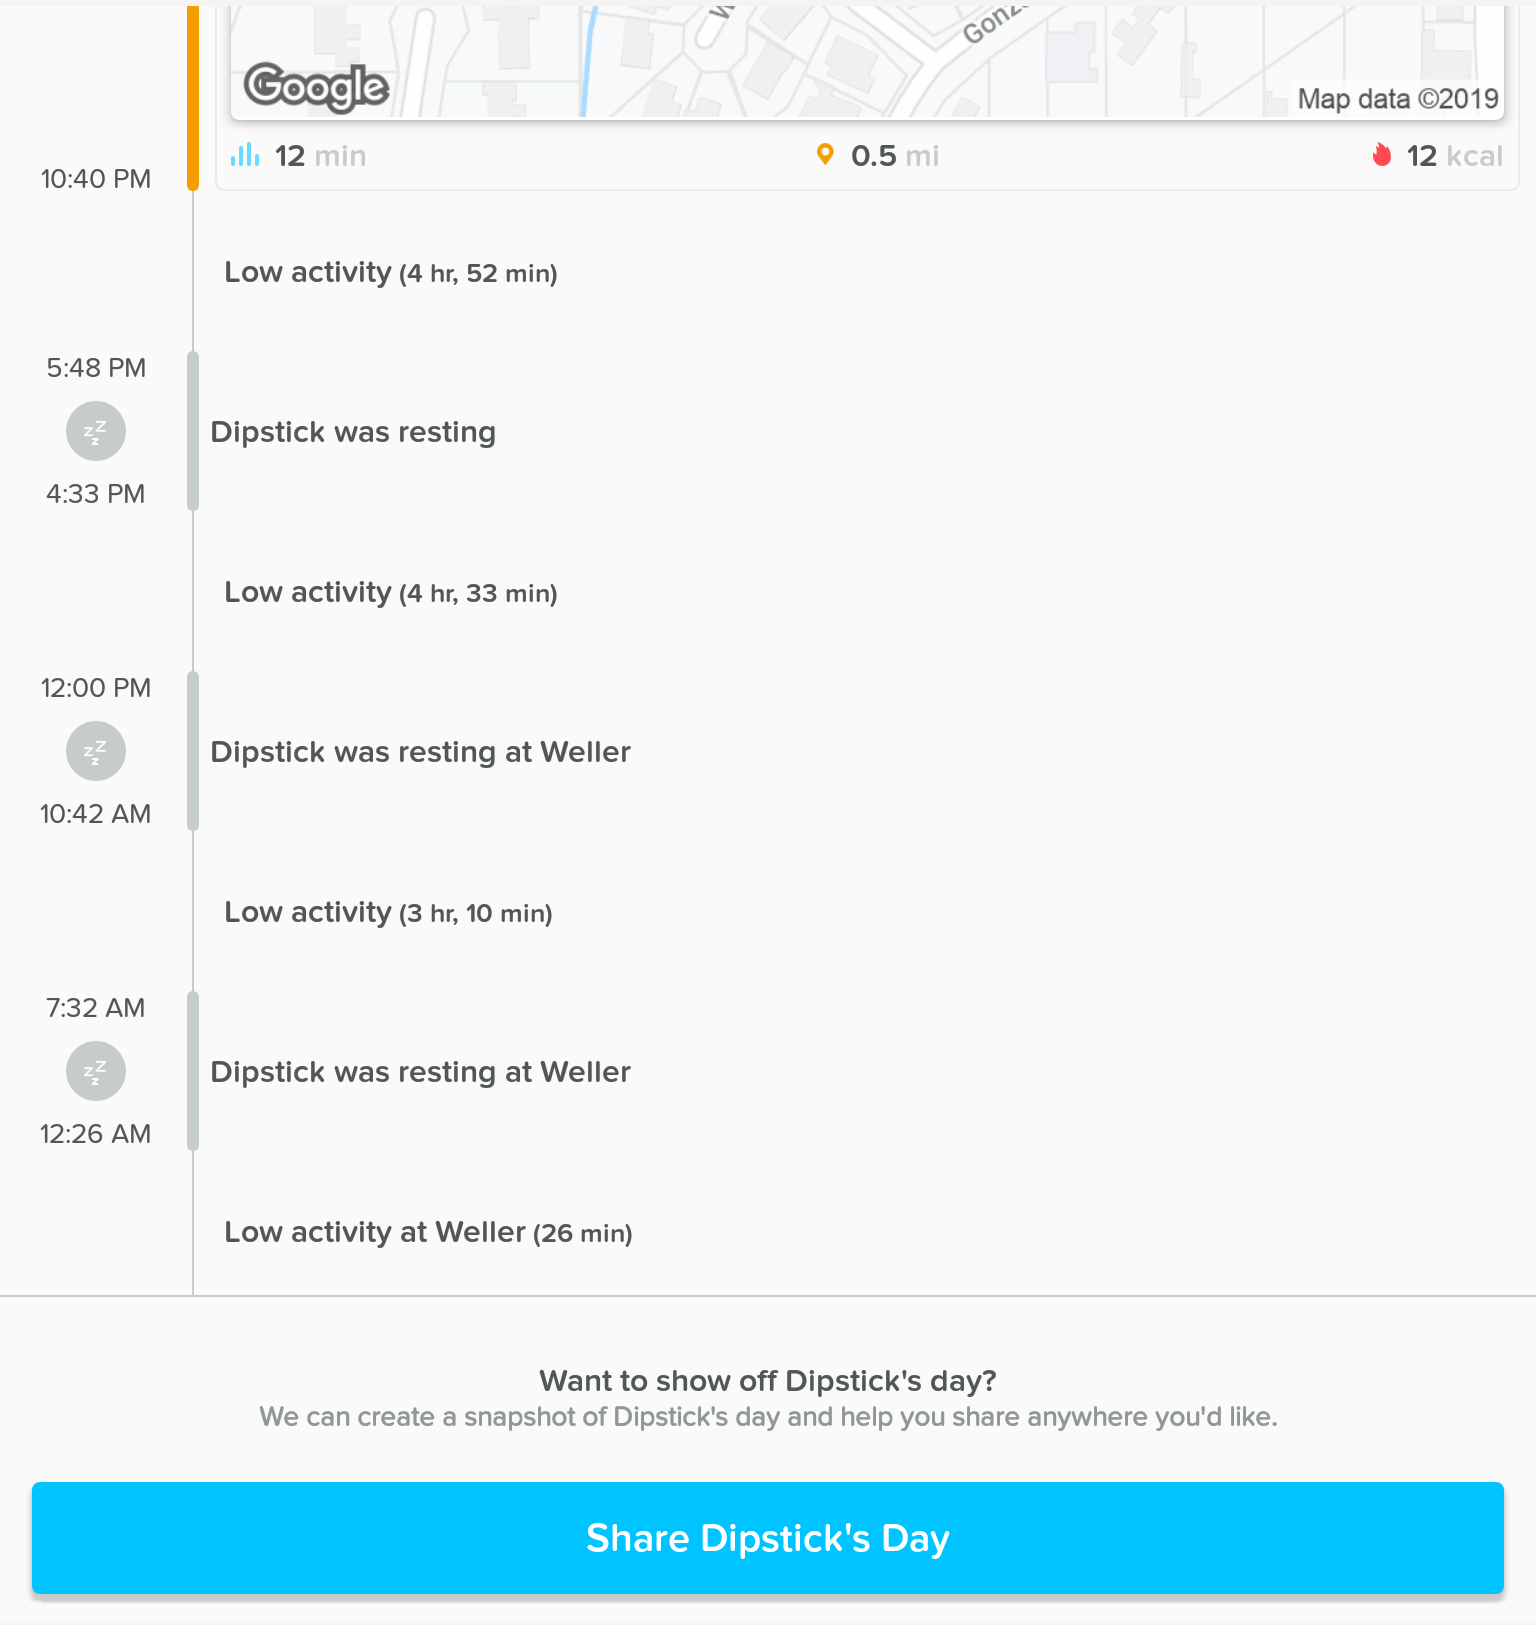 Google
Map data ©2019
12 min
0.5 mi
12 kcal
10:40 PM
Low activity (4 hr, 52 min)
5:48 PM
Dipstick was resting
4:33 PM
Low activity (4 hr, 33 min)
12:00 PM
Dipstick was resting at Weller
10:42 AM
Low activity (3 hr, 10 min)
7:32 AM
Dipstick was resting at Weller
12:26 AM
Low activity at Weller (26 min)
Want to show off Dipstick's day?
We can create a snapshot of Dipstick's day and help you share anywhere you'd like.
Share Dipstick's Day